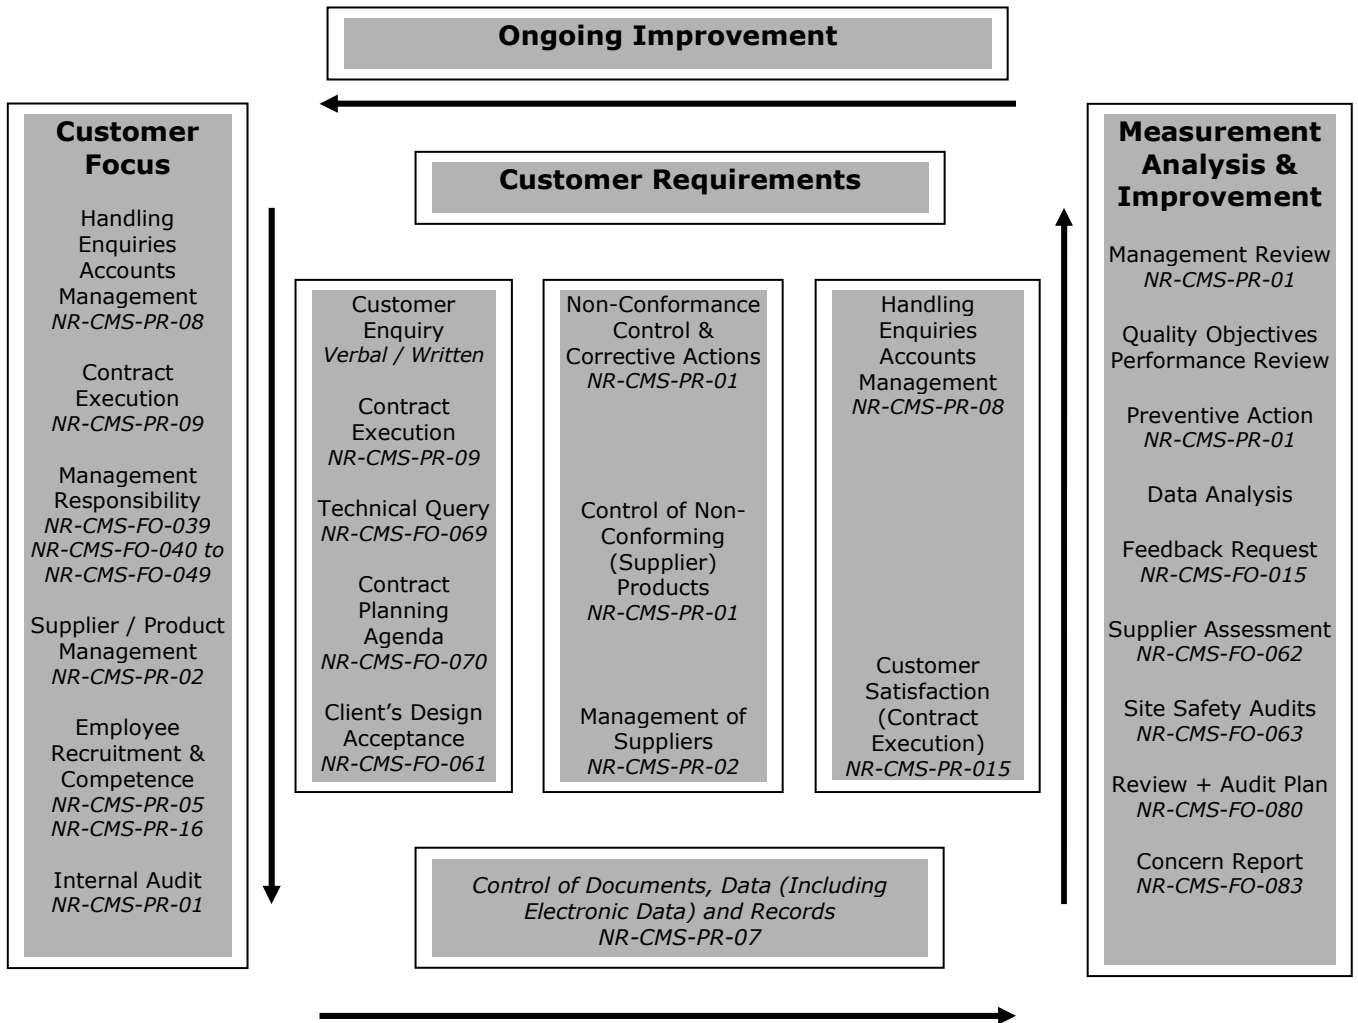 Ongoing Improvement
Customer
Focus
Handling
Enquiries
Accounts
Management
NR-CMS-PR-08
Contract
Execution
NR-CMS-PR-09
Management
Responsibility
NR-CMS-FO-039
NR-CMS-FO-040 to
NR-CMS-FO-049
Supplier / Product
Management
NR-CMS-PR-02
Employee
Recruitment &
Competence
NR-CMS-PR-05
NR-CMS-PR-16
Internal Audit
NR-CMS-PR-01
Customer Requirements
Customer
Enquiry
Verbal / Written
Contract
Execution
NR-CMS-PR-09
Technical Query
NR-CMS-FO-069
Contract
Planning
Agenda
NR-CMS-FO-070
Client's Design
Acceptance
NR-CMS-FO-061
Non-Conformance
Control &
Corrective Actions
NR-CMS-PR-01
Control of Non-
Conforming
(Supplier)
Products
NR-CMS-PR-01
Management of
Suppliers
NR-CMS-PR-02
Handling
Enquiries
Accounts
Management
NR-CMS-PR-08
Customer
Satisfaction
(Contract
Execution)
NR-CMS-PR-015
Control of Documents, Data (Including
Electronic Data) and Records
NR-CMS-PR-07
Measurement
Analysis &
Improvement
Management Review
NR-CMS-PR-01
Quality Objectives
Performance Review
Preventive Action
NR-CMS-PR-01
Data Analysis
Feedback Request
NR-CMS-FO-015
Supplier Assessment
NR-CMS-FO-062
Site Safety Audits
NR-CMS-FO-063
Review + Audit Plan
NR-CMS-FO-080
Concern Report
NR-CMS-FO-083